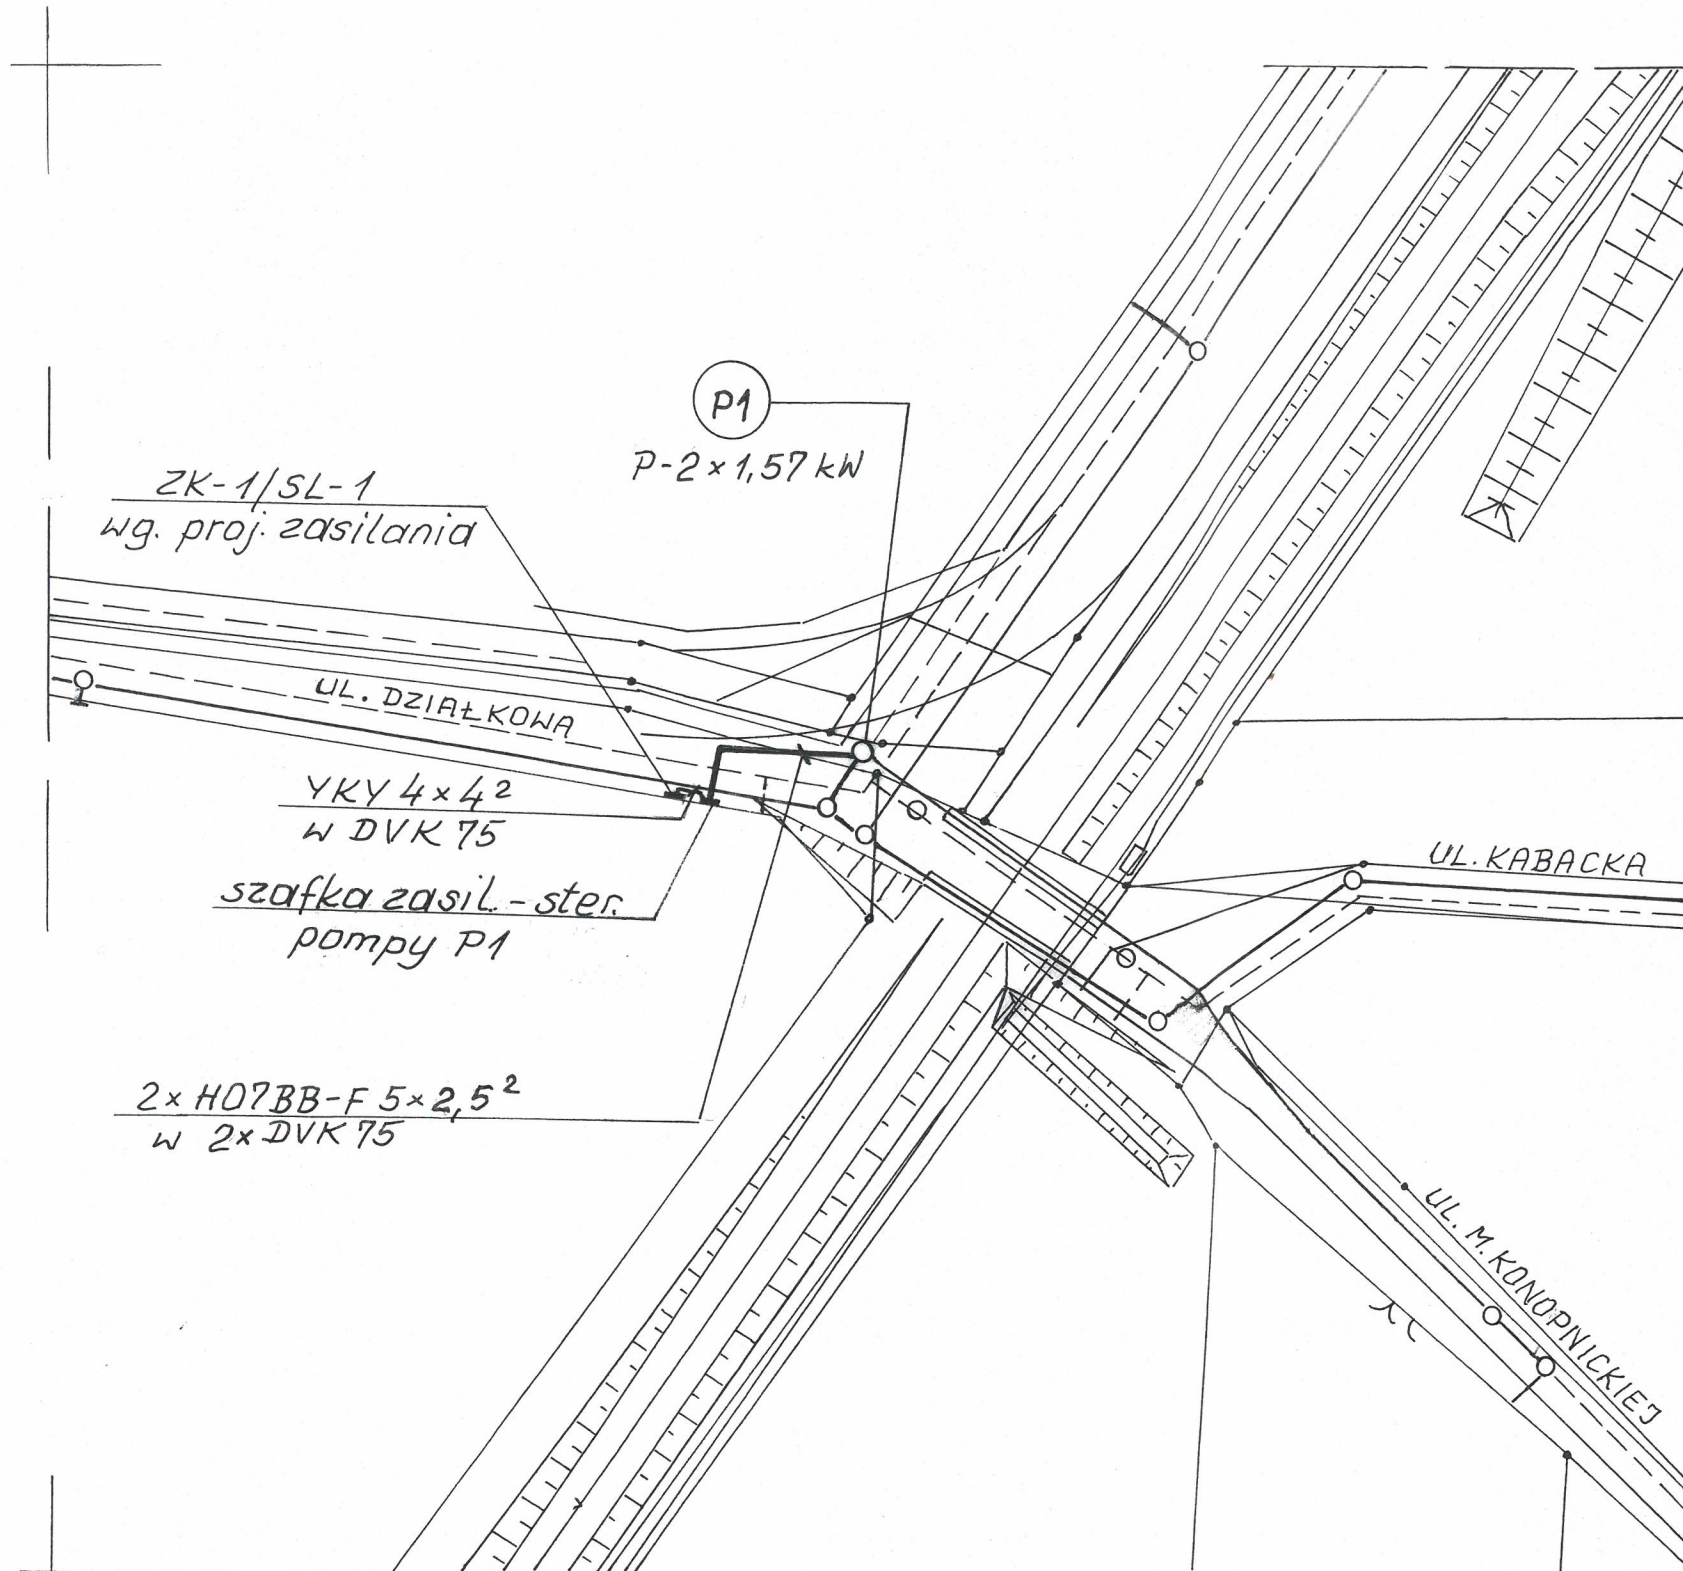 P1
P-2×1,57 kW
ZK-1/SL-1
wg. proj. zasilania
UL. DZIAŁKOWA
YKY 4×4²
w DVK 75
szafka zasil.-ster.
pompy P1
UL. KABACKA
2×H07BB-F 5×2,5²
w 2×DVK 75
UL. M. KONOPNICKIEJ